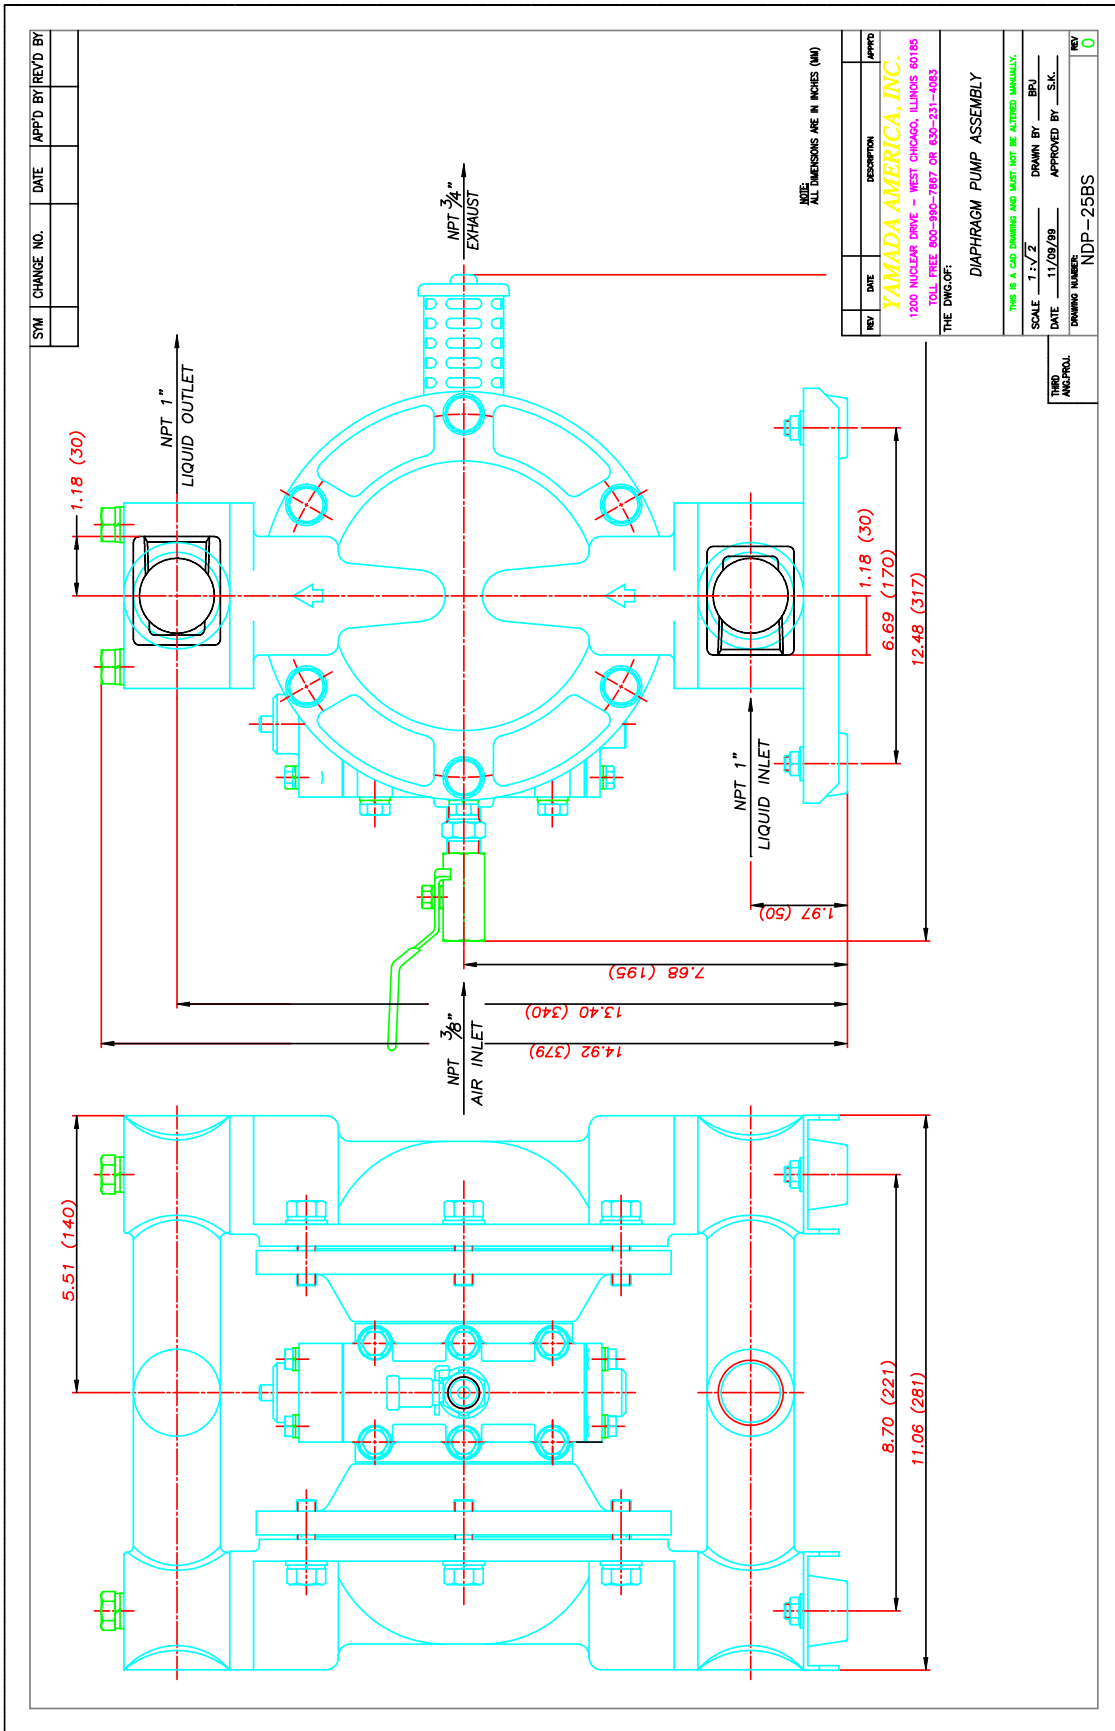 SYM CHANGE NO. DATE APP'D BY REV'D BY
5.51 (140)
1.18 (30)
NPT 1"
LIQUID OUTLET
NPT 3/4"
EXHAUST
NPT 3/8"
AIR INLET
NPT 1"
LIQUID INLET
14.92 (379)
13.40 (340)
7.68 (195)
1.97 (50)
1.18 (30)
6.69 (170)
12.48 (317)
8.70 (221)
11.06 (281)
NOTE:
ALL DIMENSIONS ARE IN INCHES (MM)
REV DATE DESCRIPTION APPR'D
YAMADA AMERICA, INC.
1200 NUCLEAR DRIVE - WEST CHICAGO, ILLINOIS 60185
TOLL FREE 800-990-7867 OR 630-231-4083
THE DWG.OF:
DIAPHRAGM PUMP ASSEMBLY
THIS IS A CAD DRAWING AND MUST NOT BE ALTERED MANUALLY.
SCALE 1:√2 DRAWN BY BPJ
DATE 11/09/99 APPROVED BY S.K.
THIRD
ANG.PROJ.
DRAWING NUMBER: REV
NDP-25BS 0